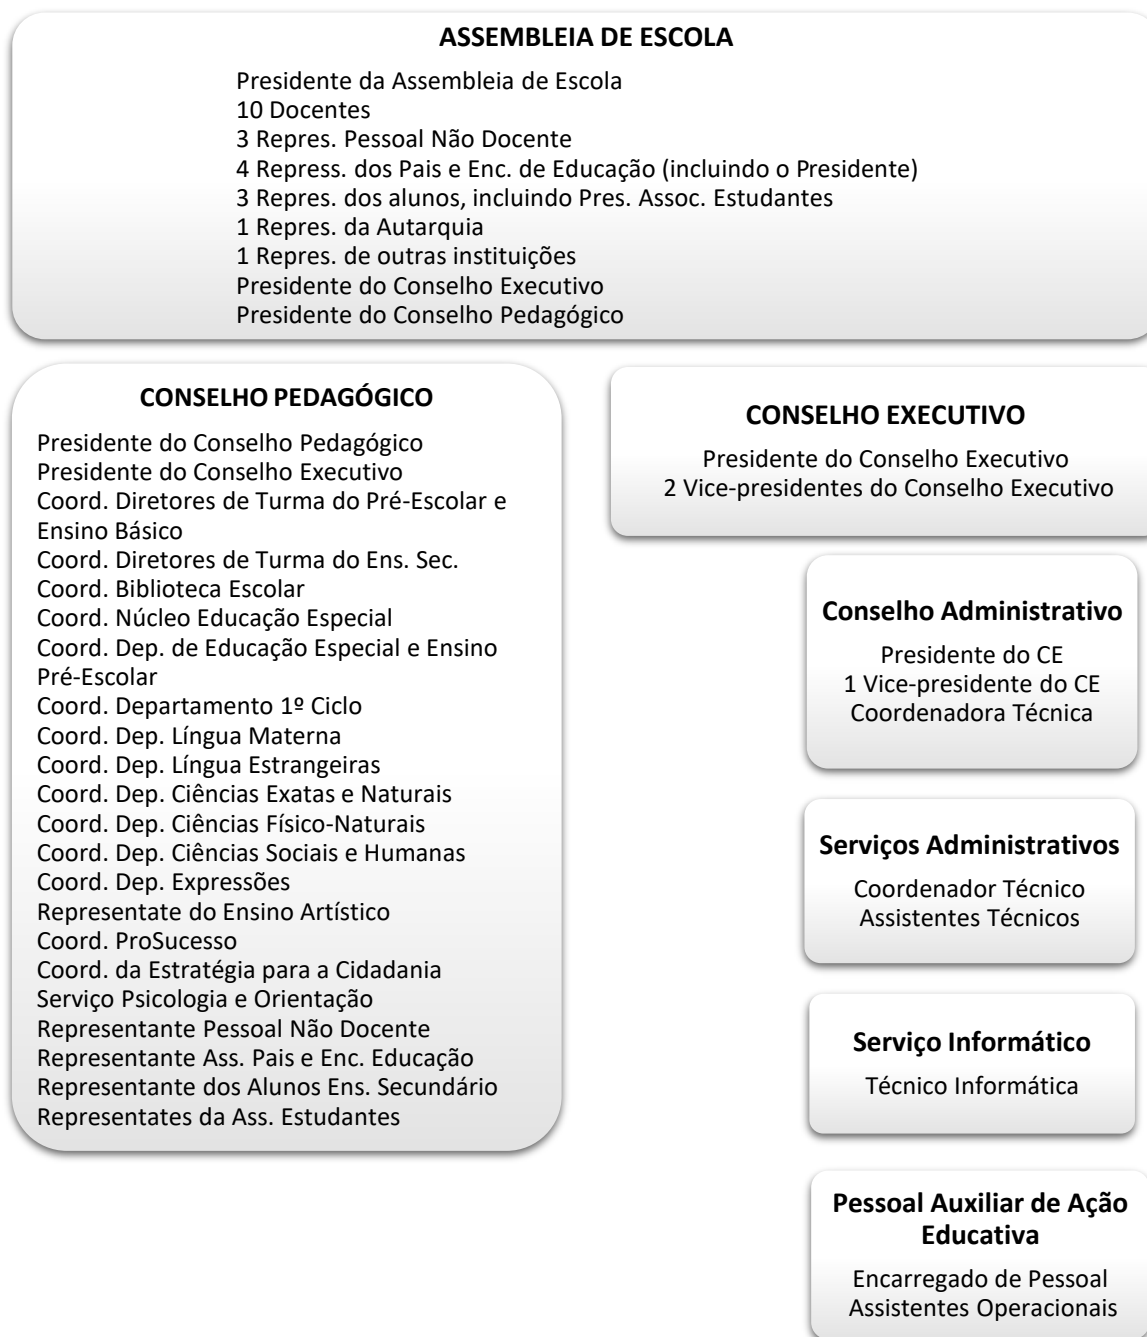 ASSEMBLEIA DE ESCOLA
Presidente da Assembleia de Escola
10 Docentes
3 Repres. Pessoal Não Docente
4 Repress. dos Pais e Enc. de Educação (incluindo o Presidente)
3 Repres. dos alunos, incluindo Pres. Assoc. Estudantes
1 Repres. da Autarquia
1 Repres. de outras instituições
Presidente do Conselho Executivo
Presidente do Conselho Pedagógico
CONSELHO PEDAGÓGICO
Presidente do Conselho Pedagógico
Presidente do Conselho Executivo
Coord. Diretores de Turma do Pré-Escolar e
Ensino Básico
Coord. Diretores de Turma do Ens. Sec.
Coord. Biblioteca Escolar
Coord. Núcleo Educação Especial
Coord. Dep. de Educação Especial e Ensino
Pré-Escolar
Coord. Departamento 1º Ciclo
Coord. Dep. Língua Materna
Coord. Dep. Língua Estrangeiras
Coord. Dep. Ciências Exatas e Naturais
Coord. Dep. Ciências Físico-Naturais
Coord. Dep. Ciências Sociais e Humanas
Coord. Dep. Expressões
Representate do Ensino Artístico
Coord. ProSucesso
Coord. da Estratégia para a Cidadania
Serviço Psicologia e Orientação
Representante Pessoal Não Docente
Representante Ass. Pais e Enc. Educação
Representante dos Alunos Ens. Secundário
Representates da Ass. Estudantes
CONSELHO EXECUTIVO
Presidente do Conselho Executivo
2 Vice-presidentes do Conselho Executivo
Conselho Administrativo
Presidente do CE
1 Vice-presidente do CE
Coordenadora Técnica
Serviços Administrativos
Coordenador Técnico
Assistentes Técnicos
Serviço Informático
Técnico Informática
Pessoal Auxiliar de Ação
Educativa
Encarregado de Pessoal
Assistentes Operacionais